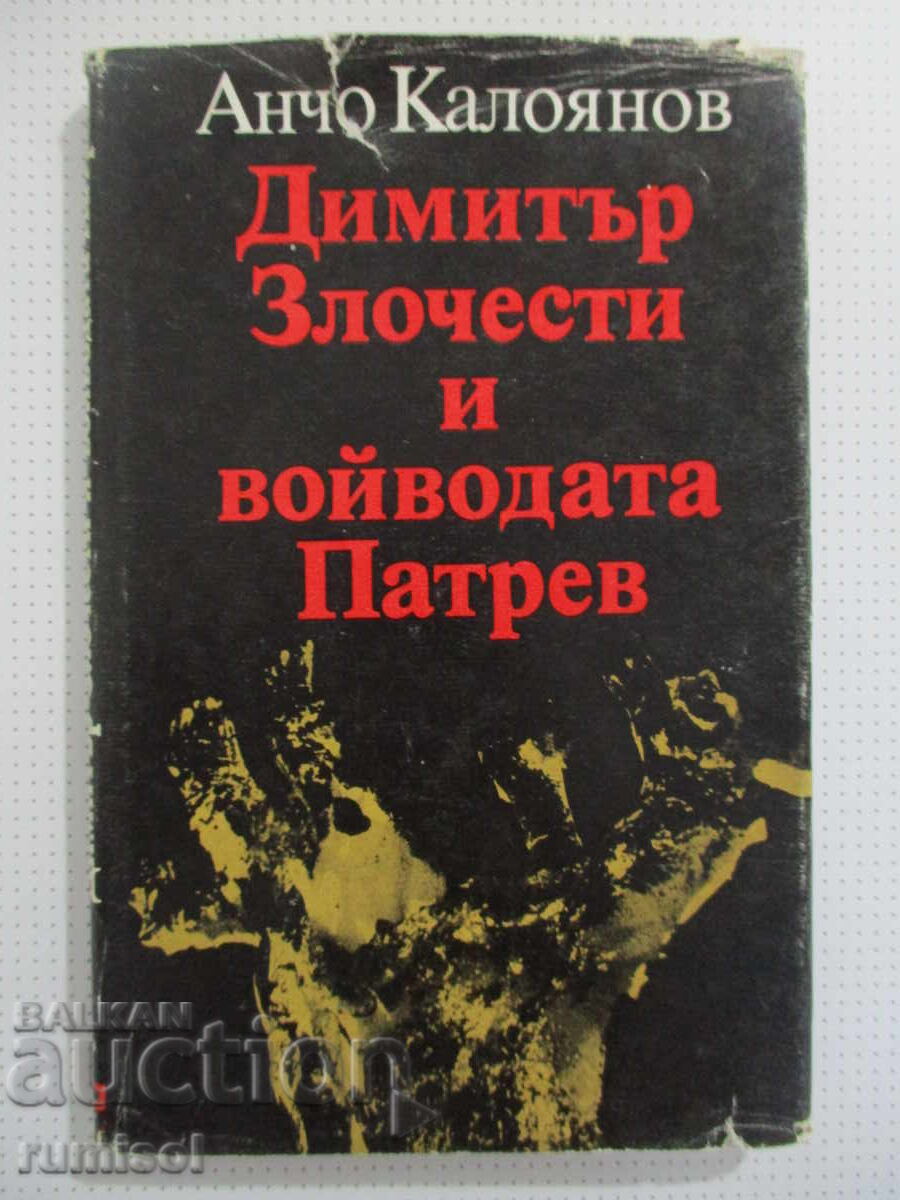 Анчо Калоянов
Димитър
Злочести
и
войводата
Патрев
BALKAN
auction
rumisol